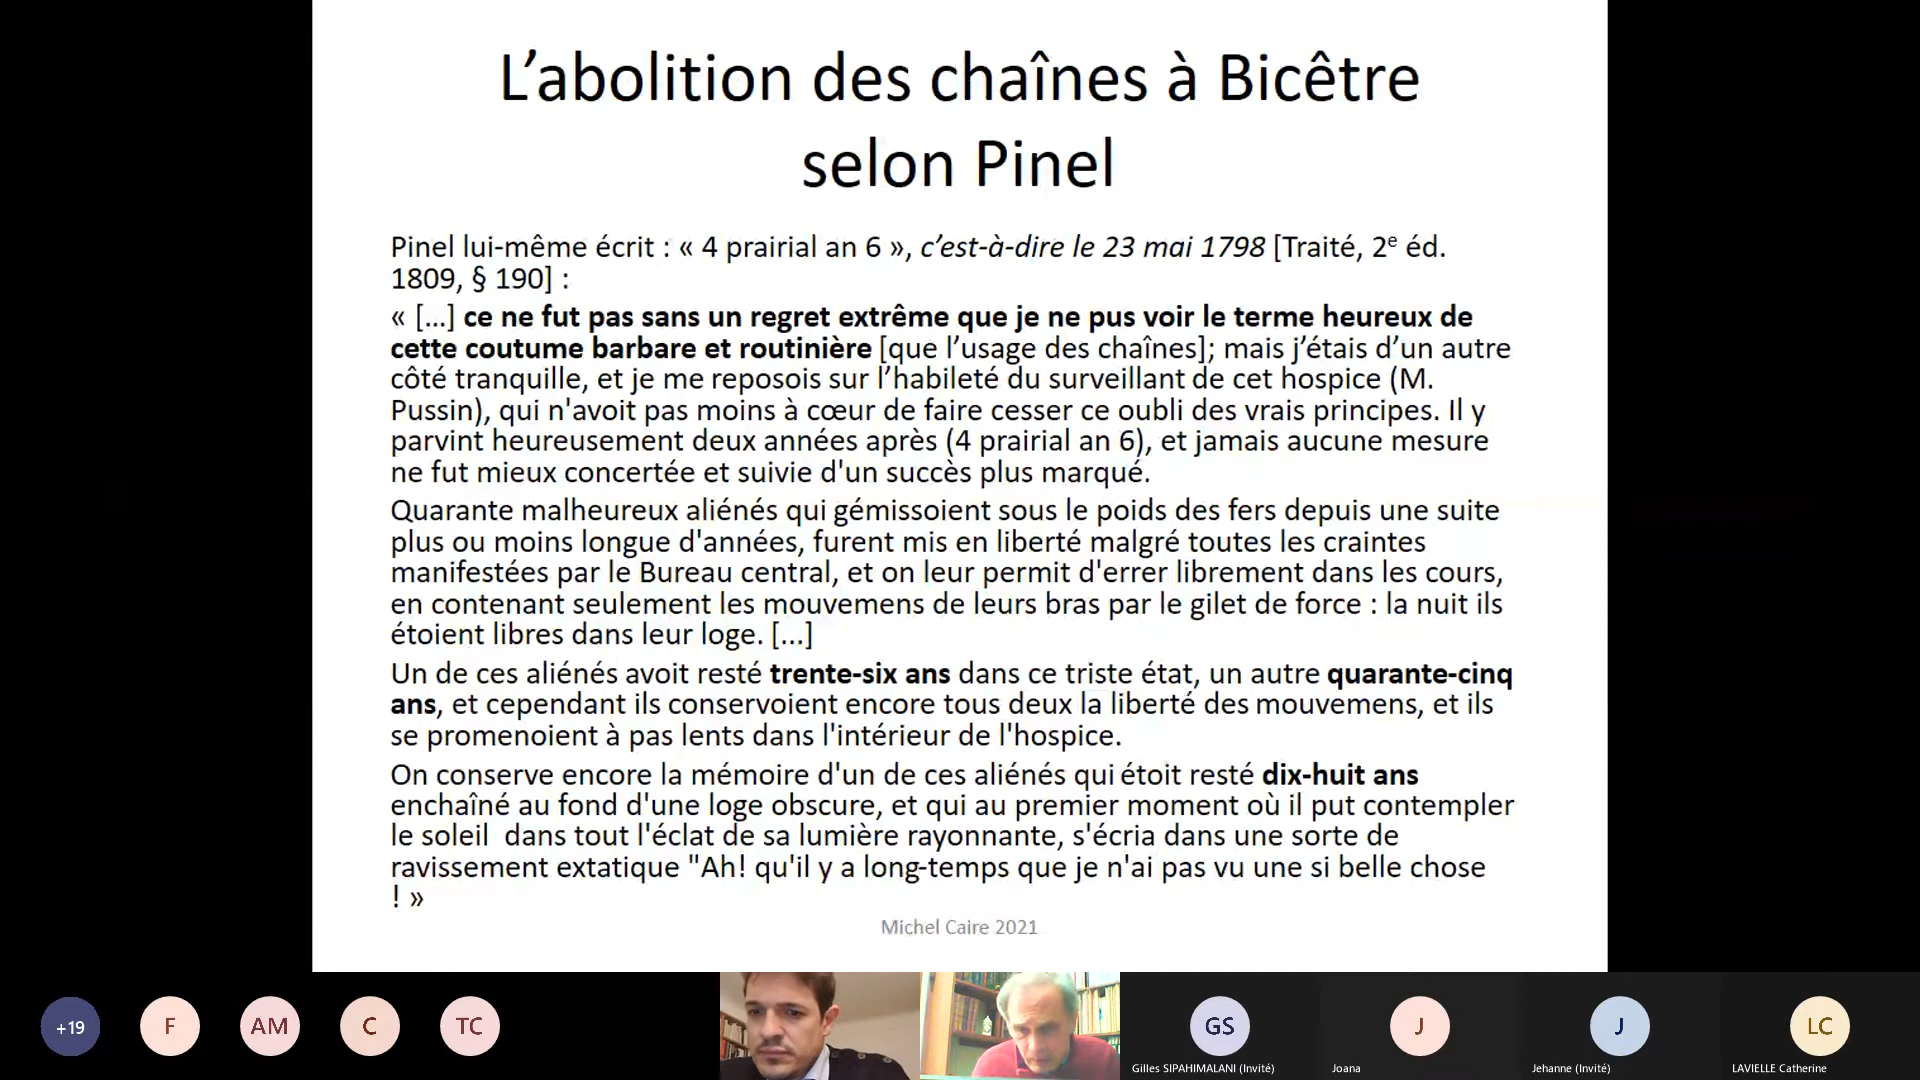 L’abolition des chaînes à Bicêtre
selon Pinel
Pinel lui-même écrit : « 4 prairial an 6 », c’est-à-dire le 23 mai 1798 [Traité, 2e éd.
1809, § 190] :
« [...] ce ne fut pas sans un regret extrême que je ne pus voir le terme heureux de
cette coutume barbare et routinière [que l’usage des chaînes]; mais j’étais d’un autre
côté tranquille, et je me reposois sur l’habileté du surveillant de cet hospice (M.
Pussin), qui n'avoit pas moins à cœur de faire cesser ce oubli des vrais principes. Il y
parvint heureusement deux années après (4 prairial an 6), et jamais aucune mesure
ne fut mieux concertée et suivie d'un succès plus marqué.
Quarante malheureux aliénés qui gémissoient sous le poids des fers depuis une suite
plus ou moins longue d'années, furent mis en liberté malgré toutes les craintes
manifestées par le Bureau central, et on leur permit d'errer librement dans les cours,
en contenant seulement les mouvemens de leurs bras par le gilet de force : la nuit ils
étoient libres dans leur loge. [...]
Un de ces aliénés avoit resté trente-six ans dans ce triste état, un autre quarante-cinq
ans, et cependant ils conservoient encore tous deux la liberté des mouvemens, et ils
se promenoient à pas lents dans l'intérieur de l'hospice.
On conserve encore la mémoire d'un de ces aliénés qui étoit resté dix-huit ans
enchaîné au fond d'une loge obscure, et qui au premier moment où il put contempler
le soleil  dans tout l'éclat de sa lumière rayonnante, s'écria dans une sorte de
ravissement extatique "Ah! qu'il y a long-temps que je n'ai pas vu une si belle chose
! »
Michel Caire 2021
+19 F AM C TC GS J J LC
Gilles SIPAHIMALANI (Invité) Joana Jehanne (Invité) LAVIELLE Catherine